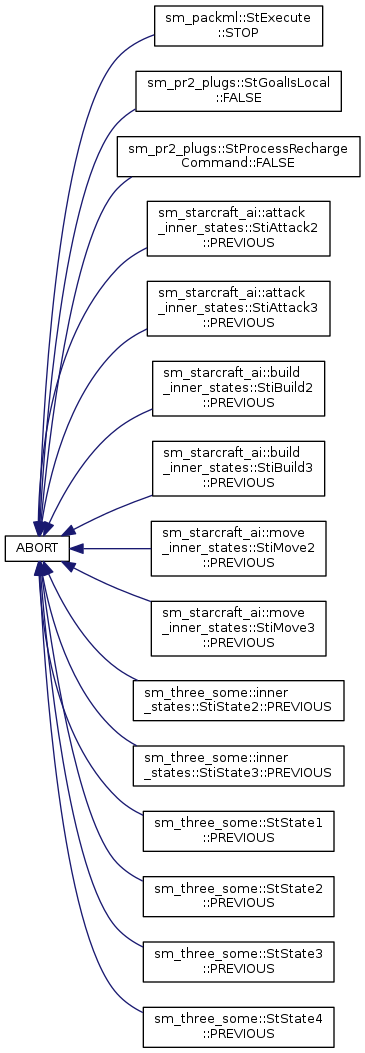 sm_packml::StExecute
::STOP
sm_pr2_plugs::StGoalIsLocal
::FALSE
sm_pr2_plugs::StProcessRecharge
Command::FALSE
sm_starcraft_ai::attack
_inner_states::StiAttack2
::PREVIOUS
sm_starcraft_ai::attack
_inner_states::StiAttack3
::PREVIOUS
sm_starcraft_ai::build
_inner_states::StiBuild2
::PREVIOUS
sm_starcraft_ai::build
_inner_states::StiBuild3
::PREVIOUS
ABORT
sm_starcraft_ai::move
_inner_states::StiMove2
::PREVIOUS
sm_starcraft_ai::move
_inner_states::StiMove3
::PREVIOUS
sm_three_some::inner
_states::StiState2::PREVIOUS
sm_three_some::inner
_states::StiState3::PREVIOUS
sm_three_some::StState1
::PREVIOUS
sm_three_some::StState2
::PREVIOUS
sm_three_some::StState3
::PREVIOUS
sm_three_some::StState4
::PREVIOUS